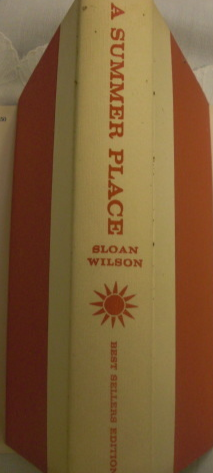 A SUMMER PLACE
SLOAN
WILSON
BEST SELLERS EDITION